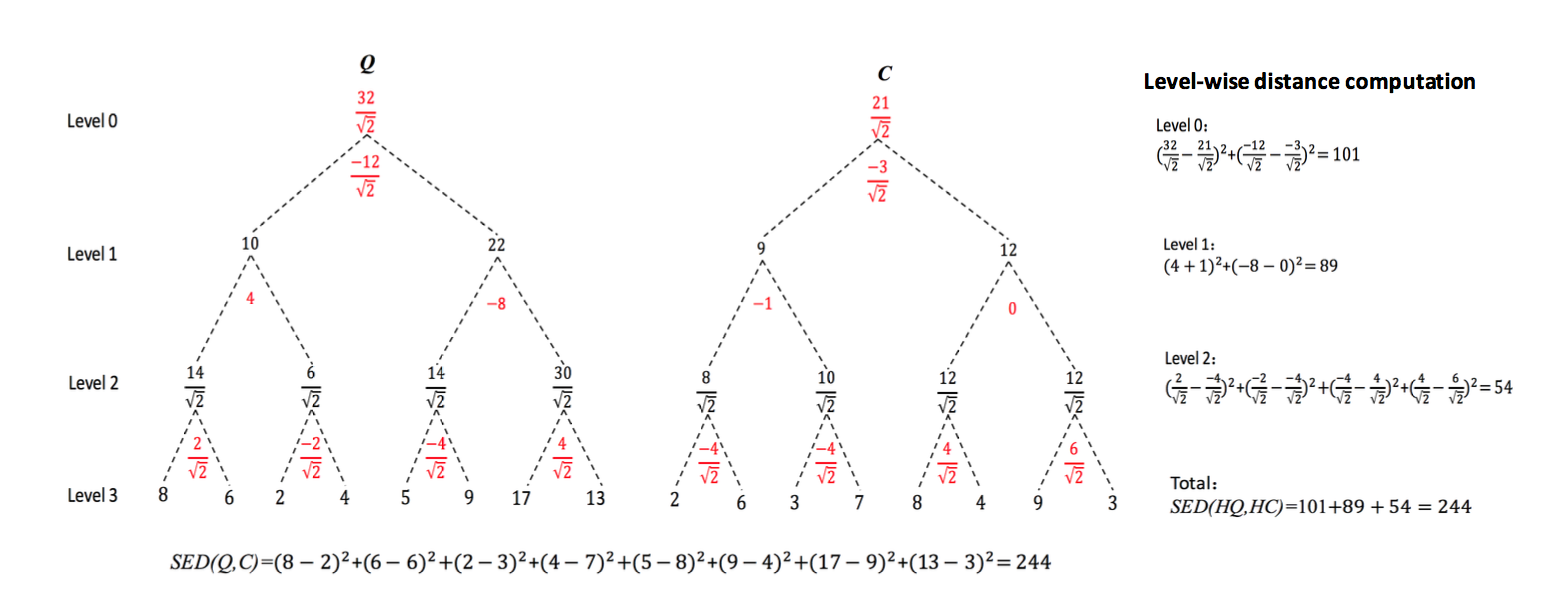 Q
C
Level-wise distance computation
Level 0
32/√2
21/√2
Level 0:
(32/√2 − 21/√2)²+(−12/√2 − −3/√2)²= 101
−12/√2
−3/√2
Level 1
10
22
9
12
Level 1:
(4 + 1)²+(−8 − 0)²= 89
4
−8
−1
0
Level 2
14/√2
6/√2
14/√2
30/√2
8/√2
10/√2
12/√2
12/√2
Level 2:
(2/√2 − −4/√2)²+(−2/√2 − −4/√2)²+(−4/√2 − 4/√2)²+(4/√2 − 6/√2)²= 54
2/√2
−2/√2
−4/√2
4/√2
−4/√2
−4/√2
4/√2
6/√2
Level 3
8 6 2 4 5 9 17 13
2 6 3 7 8 4 9 3
Total:
SED(HQ,HC)=101+89 + 54 = 244
SED(Q,C)=(8 − 2)²+(6 − 6)²+(2 − 3)²+(4 − 7)²+(5 − 8)²+(9 − 4)²+(17 − 9)²+(13 − 3)²= 244